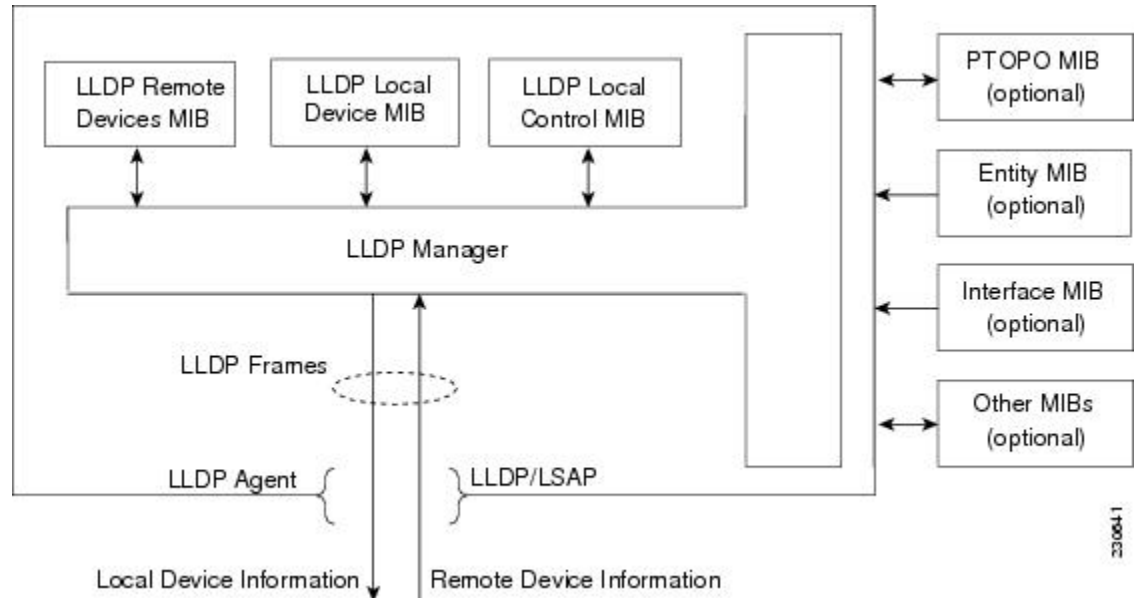 LLDP Remote
Devices MIB
LLDP Local
Device MIB
LLDP Local
Control MIB
PTOPO MIB
(optional)
Entity MIB
(optional)
LLDP Manager
Interface MIB
(optional)
LLDP Frames
Other MIBs
(optional)
LLDP Agent
LLDP/LSAP
230641
Local Device Information
Remote Device Information